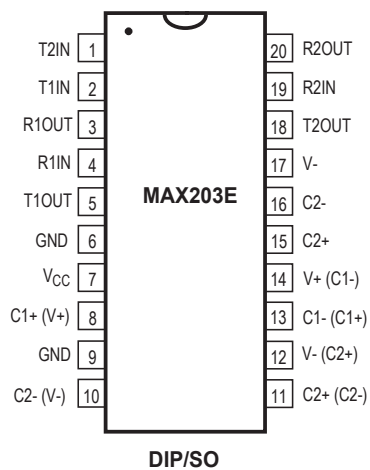 T2IN 1 20 R2OUT
T1IN 2 19 R2IN
R1OUT 3 18 T2OUT
R1IN 4 17 V-
T1OUT 5 MAX203E 16 C2-
GND 6 15 C2+
VCC 7 14 V+ (C1-)
C1+ (V+) 8 13 C1- (C1+)
GND 9 12 V- (C2+)
C2- (V-) 10 11 C2+ (C2-)
DIP/SO